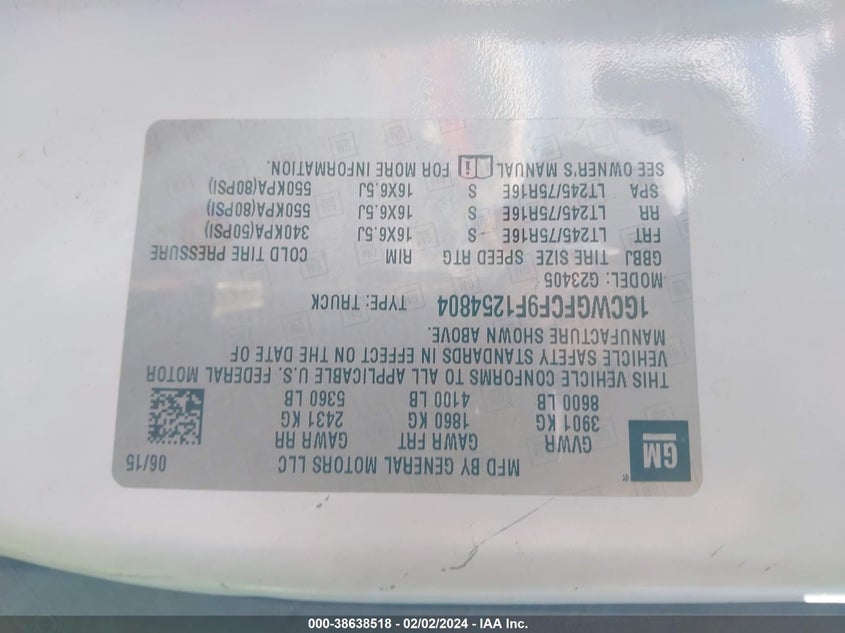 GM
MFD BY GENERAL MOTORS LLC 06/15
GVWR GAWR FRT GAWR RR
3901 KG 1860 KG 2431 KG
8600 LB 4100 LB 5360 LB
THIS VEHICLE CONFORMS TO ALL APPLICABLE U.S. FEDERAL MOTOR
VEHICLE SAFETY STANDARDS IN EFFECT ON THE DATE OF
MANUFACTURE SHOWN ABOVE.
1GCWGFCF9F1254804 TYPE: TRUCK
MODEL: G23405
GBBJ TIRE SIZE SPEED RTG RIM COLD TIRE PRESSURE
FRT LT245/75R16E S 16X6.5J 340KPA(50PSI)
RR LT245/75R16E S 16X6.5J 550KPA(80PSI)
SPA LT245/75R16E S 16X6.5J 550KPA(80PSI)
SEE OWNER'S MANUAL FOR MORE INFORMATION.
000-38638518 - 02/02/2024 - IAA Inc.